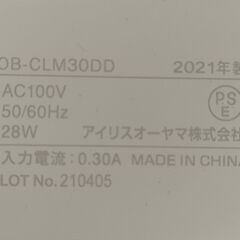 OB-CLM30DD 2021年製
AC100V
50/60Hz
PSE
28W アイリスオーヤマ株式会
入力電流：0.30A MADE IN CHINA
LOT No.210405